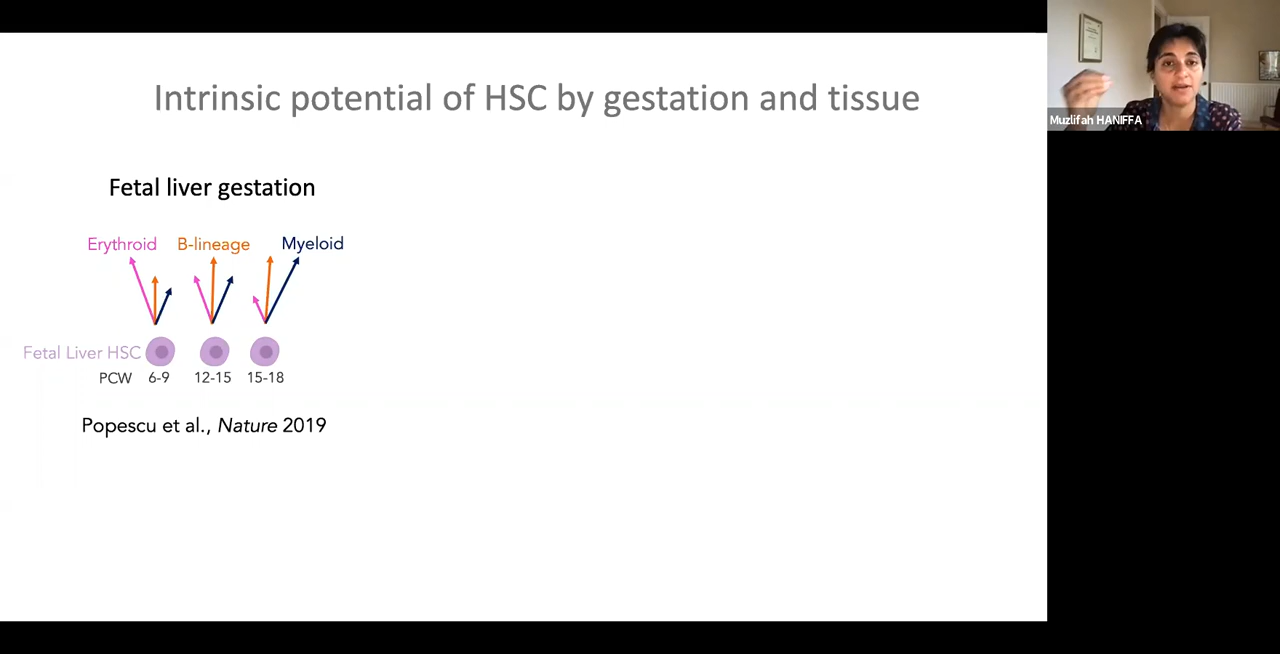 Intrinsic potential of HSC by gestation and tissue
Muzlifah HANIFFA
Fetal liver gestation
Erythroid B-lineage Myeloid
Fetal Liver HSC
PCW 6-9 12-15 15-18
Popescu et al., Nature 2019